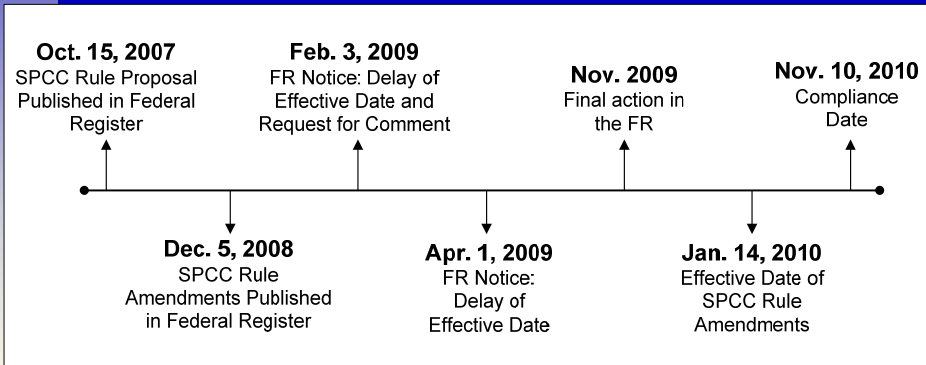 Oct. 15, 2007
SPCC Rule Proposal
Published in Federal
Register
Dec. 5, 2008
SPCC Rule
Amendments Published
in Federal Register
Feb. 3, 2009
FR Notice: Delay of
Effective Date and
Request for Comment
Apr. 1, 2009
FR Notice:
Delay of
Effective Date
Nov. 2009
Final action in
the FR
Jan. 14, 2010
Effective Date of
SPCC Rule
Amendments
Nov. 10, 2010
Compliance
Date